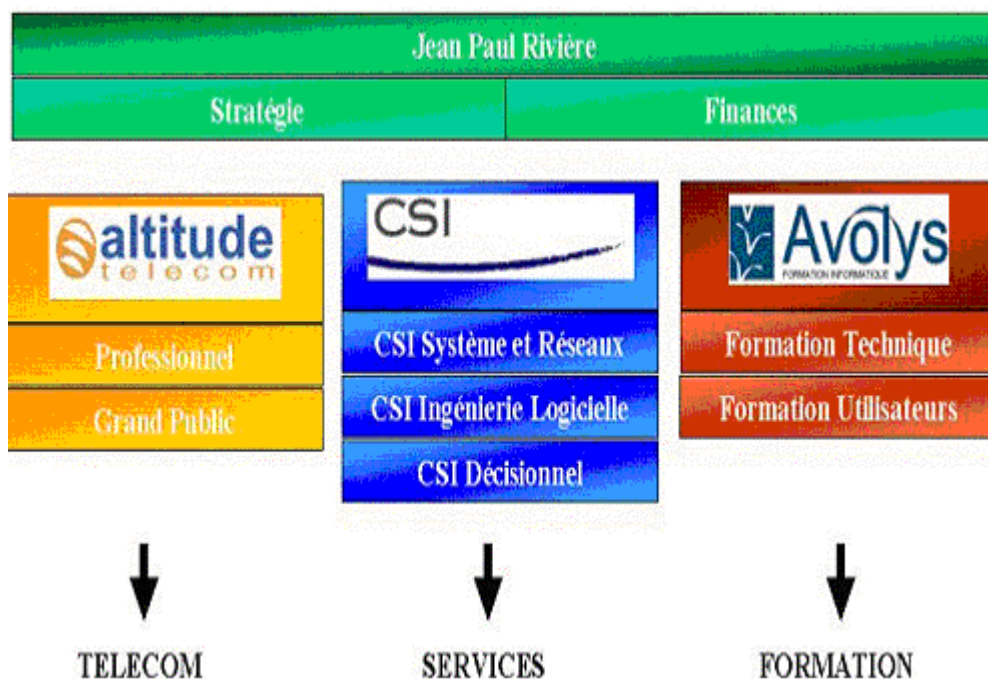 Jean Paul Rivière
Stratégie
Finances
altitude
telecom
Professionnel
Grand Public
TELECOM
CSI
CSI Système et Réseaux
CSI Ingénierie Logicielle
CSI Décisionnel
SERVICES
Avolys
FORMATION INFORMATIQUE
Formation Technique
Formation Utilisateurs
FORMATION